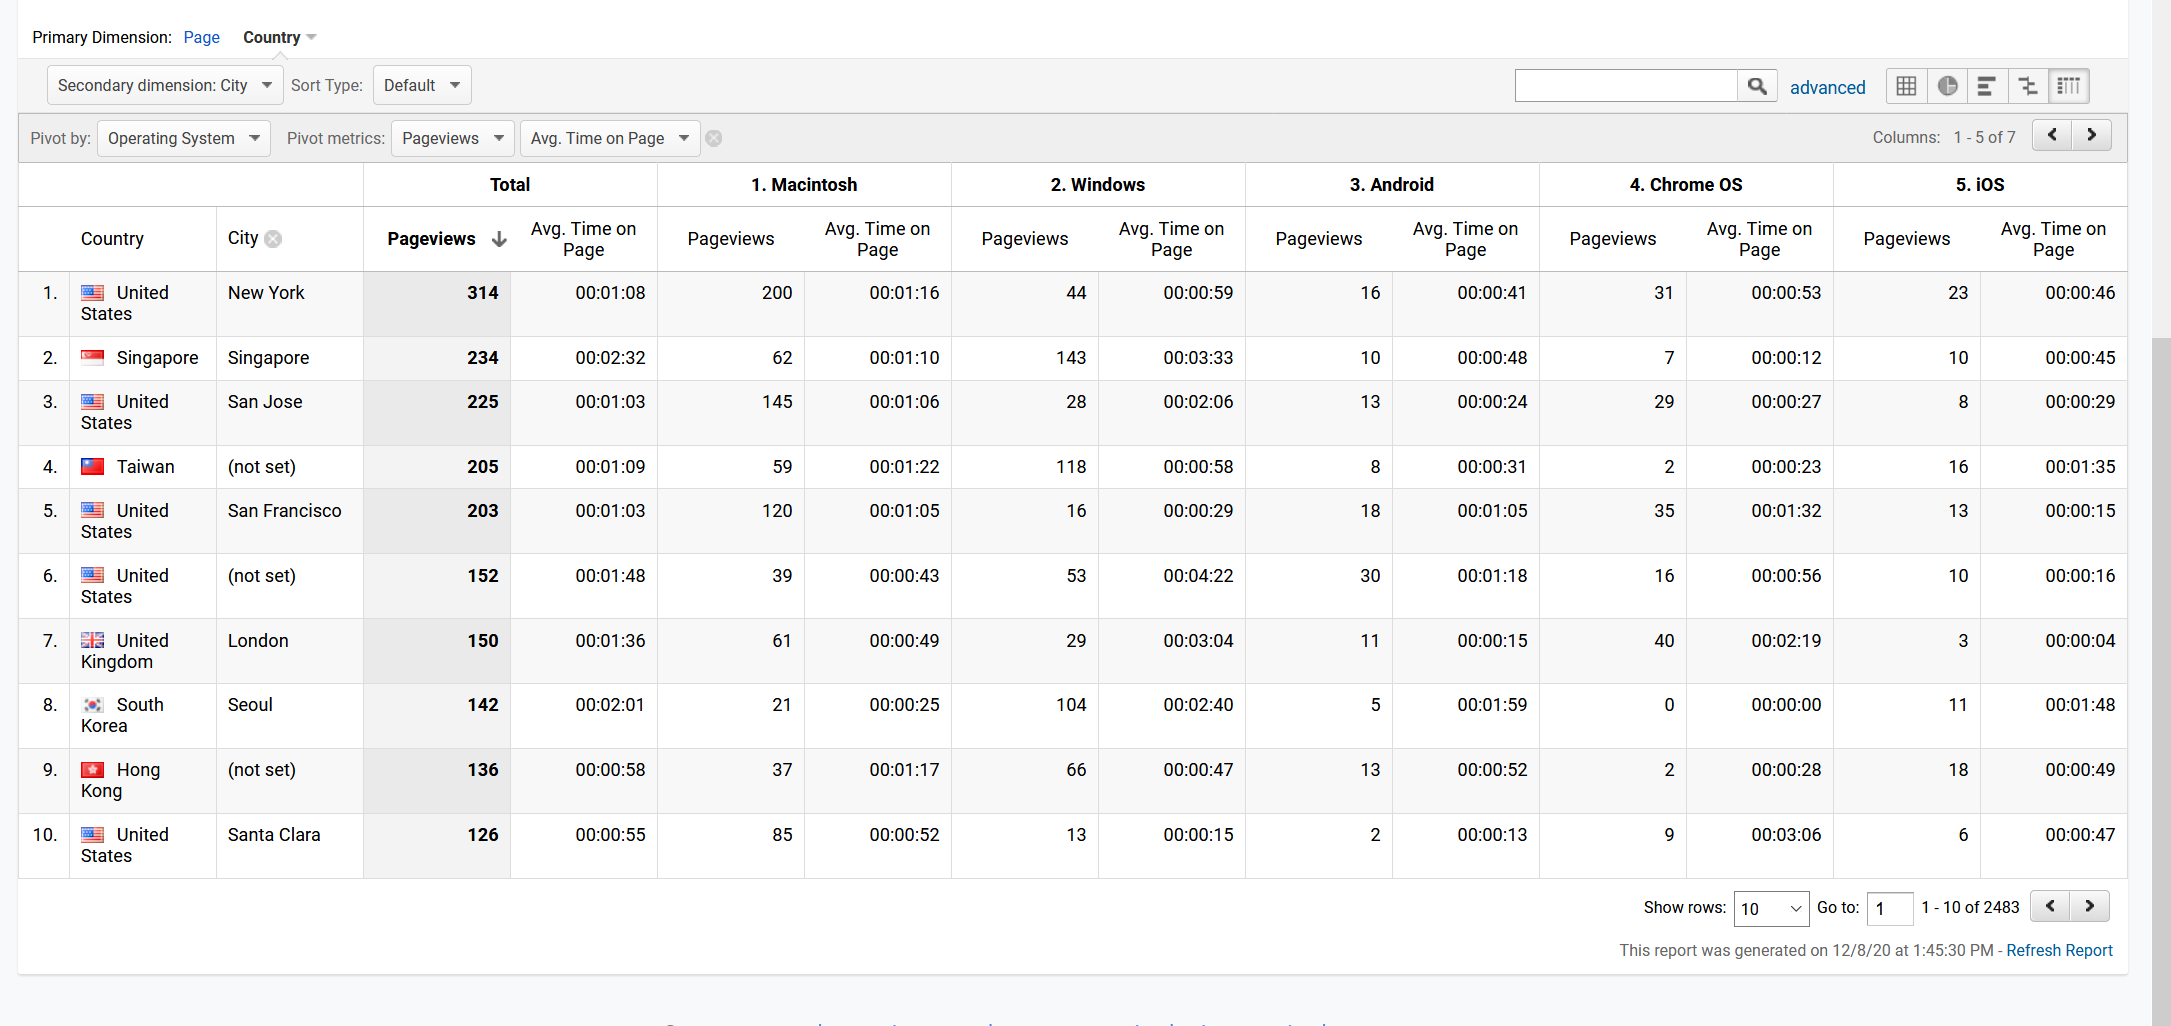 Primary Dimension: Page Country
Secondary dimension: City Sort Type: Default advanced
Pivot by: Operating System Pivot metrics: Pageviews Avg. Time on Page Columns: 1 - 5 of 7
Total 1. Macintosh 2. Windows 3. Android 4. Chrome OS 5. iOS
Country City Pageviews Avg. Time on Page Pageviews Avg. Time on Page Pageviews Avg. Time on Page Pageviews Avg. Time on Page Pageviews Avg. Time on Page Pageviews Avg. Time on Page
1. United States New York 314 00:01:08 200 00:01:16 44 00:00:59 16 00:00:41 31 00:00:53 23 00:00:46
2. Singapore Singapore 234 00:02:32 62 00:01:10 143 00:03:33 10 00:00:48 7 00:00:12 10 00:00:45
3. United States San Jose 225 00:01:03 145 00:01:06 28 00:02:06 13 00:00:24 29 00:00:27 8 00:00:29
4. Taiwan (not set) 205 00:01:09 59 00:01:22 118 00:00:58 8 00:00:31 2 00:00:23 16 00:01:35
5. United States San Francisco 203 00:01:03 120 00:01:05 16 00:00:29 18 00:01:05 35 00:01:32 13 00:00:15
6. United States (not set) 152 00:01:48 39 00:00:43 53 00:04:22 30 00:01:18 16 00:00:56 10 00:00:16
7. United Kingdom London 150 00:01:36 61 00:00:49 29 00:03:04 11 00:00:15 40 00:02:19 3 00:00:04
8. South Korea Seoul 142 00:02:01 21 00:00:25 104 00:02:40 5 00:01:59 0 00:00:00 11 00:01:48
9. Hong Kong (not set) 136 00:00:58 37 00:01:17 66 00:00:47 13 00:00:52 2 00:00:28 18 00:00:49
10. United States Santa Clara 126 00:00:55 85 00:00:52 13 00:00:15 2 00:00:13 9 00:03:06 6 00:00:47
Show rows: 10 Go to: 1 1 - 10 of 2483
This report was generated on 12/8/20 at 1:45:30 PM - Refresh Report